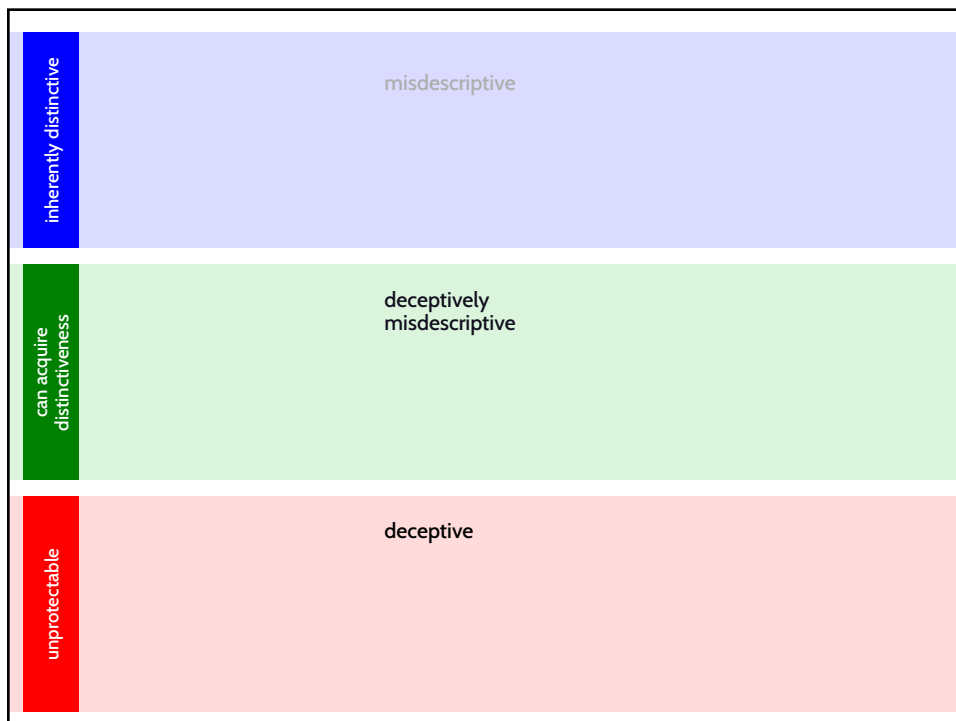 inherently distinctive
misdescriptive
can acquire
distinctiveness
deceptively
misdescriptive
unprotectable
deceptive